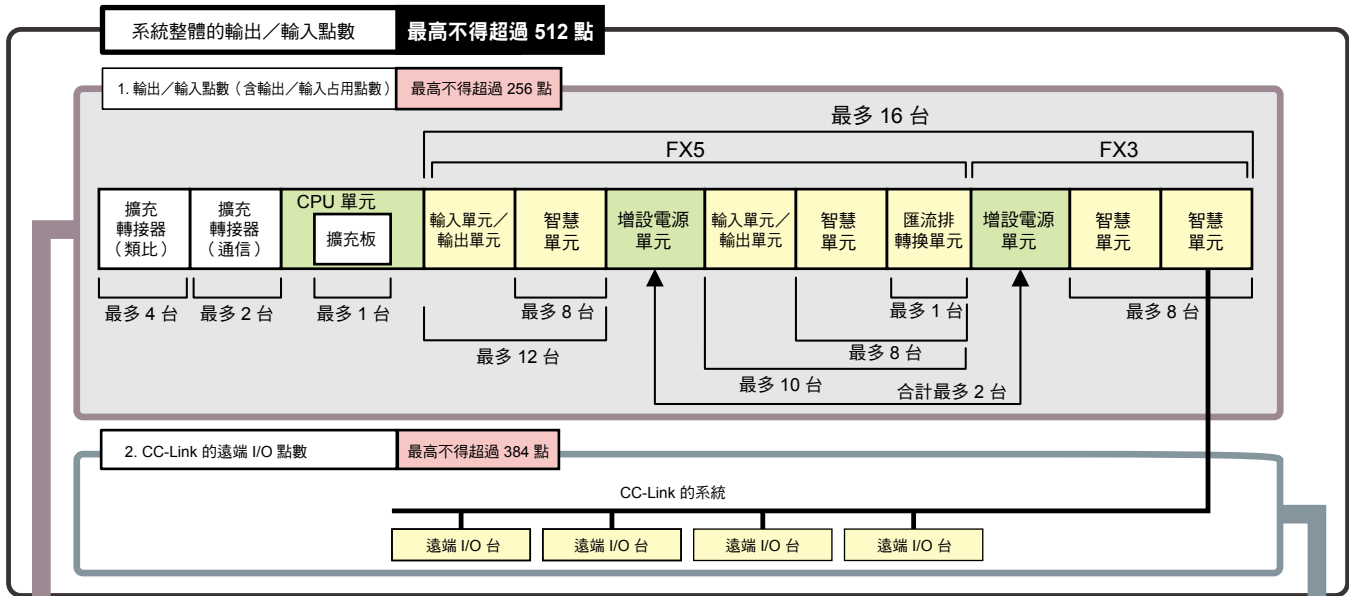 系統整體的輸出／輸入點數
最高不得超過 512 點
1. 輸出／輸入點數（含輸出／輸入占用點數）
最高不得超過 256 點
最多 16 台
FX5
FX3
擴充
轉接器
（類比）
擴充
轉接器
（通信）
CPU 單元
擴充板
輸入單元／
輸出單元
智慧
單元
增設電源
單元
輸入單元／
輸出單元
智慧
單元
匯流排
轉換單元
增設電源
單元
智慧
單元
智慧
單元
最多 4 台
最多 2 台
最多 1 台
最多 8 台
最多 1 台
最多 8 台
最多 12 台
最多 8 台
最多 10 台
合計最多 2 台
2. CC-Link 的遠端 I/O 點數
最高不得超過 384 點
CC-Link 的系統
遠端 I/O 台
遠端 I/O 台
遠端 I/O 台
遠端 I/O 台